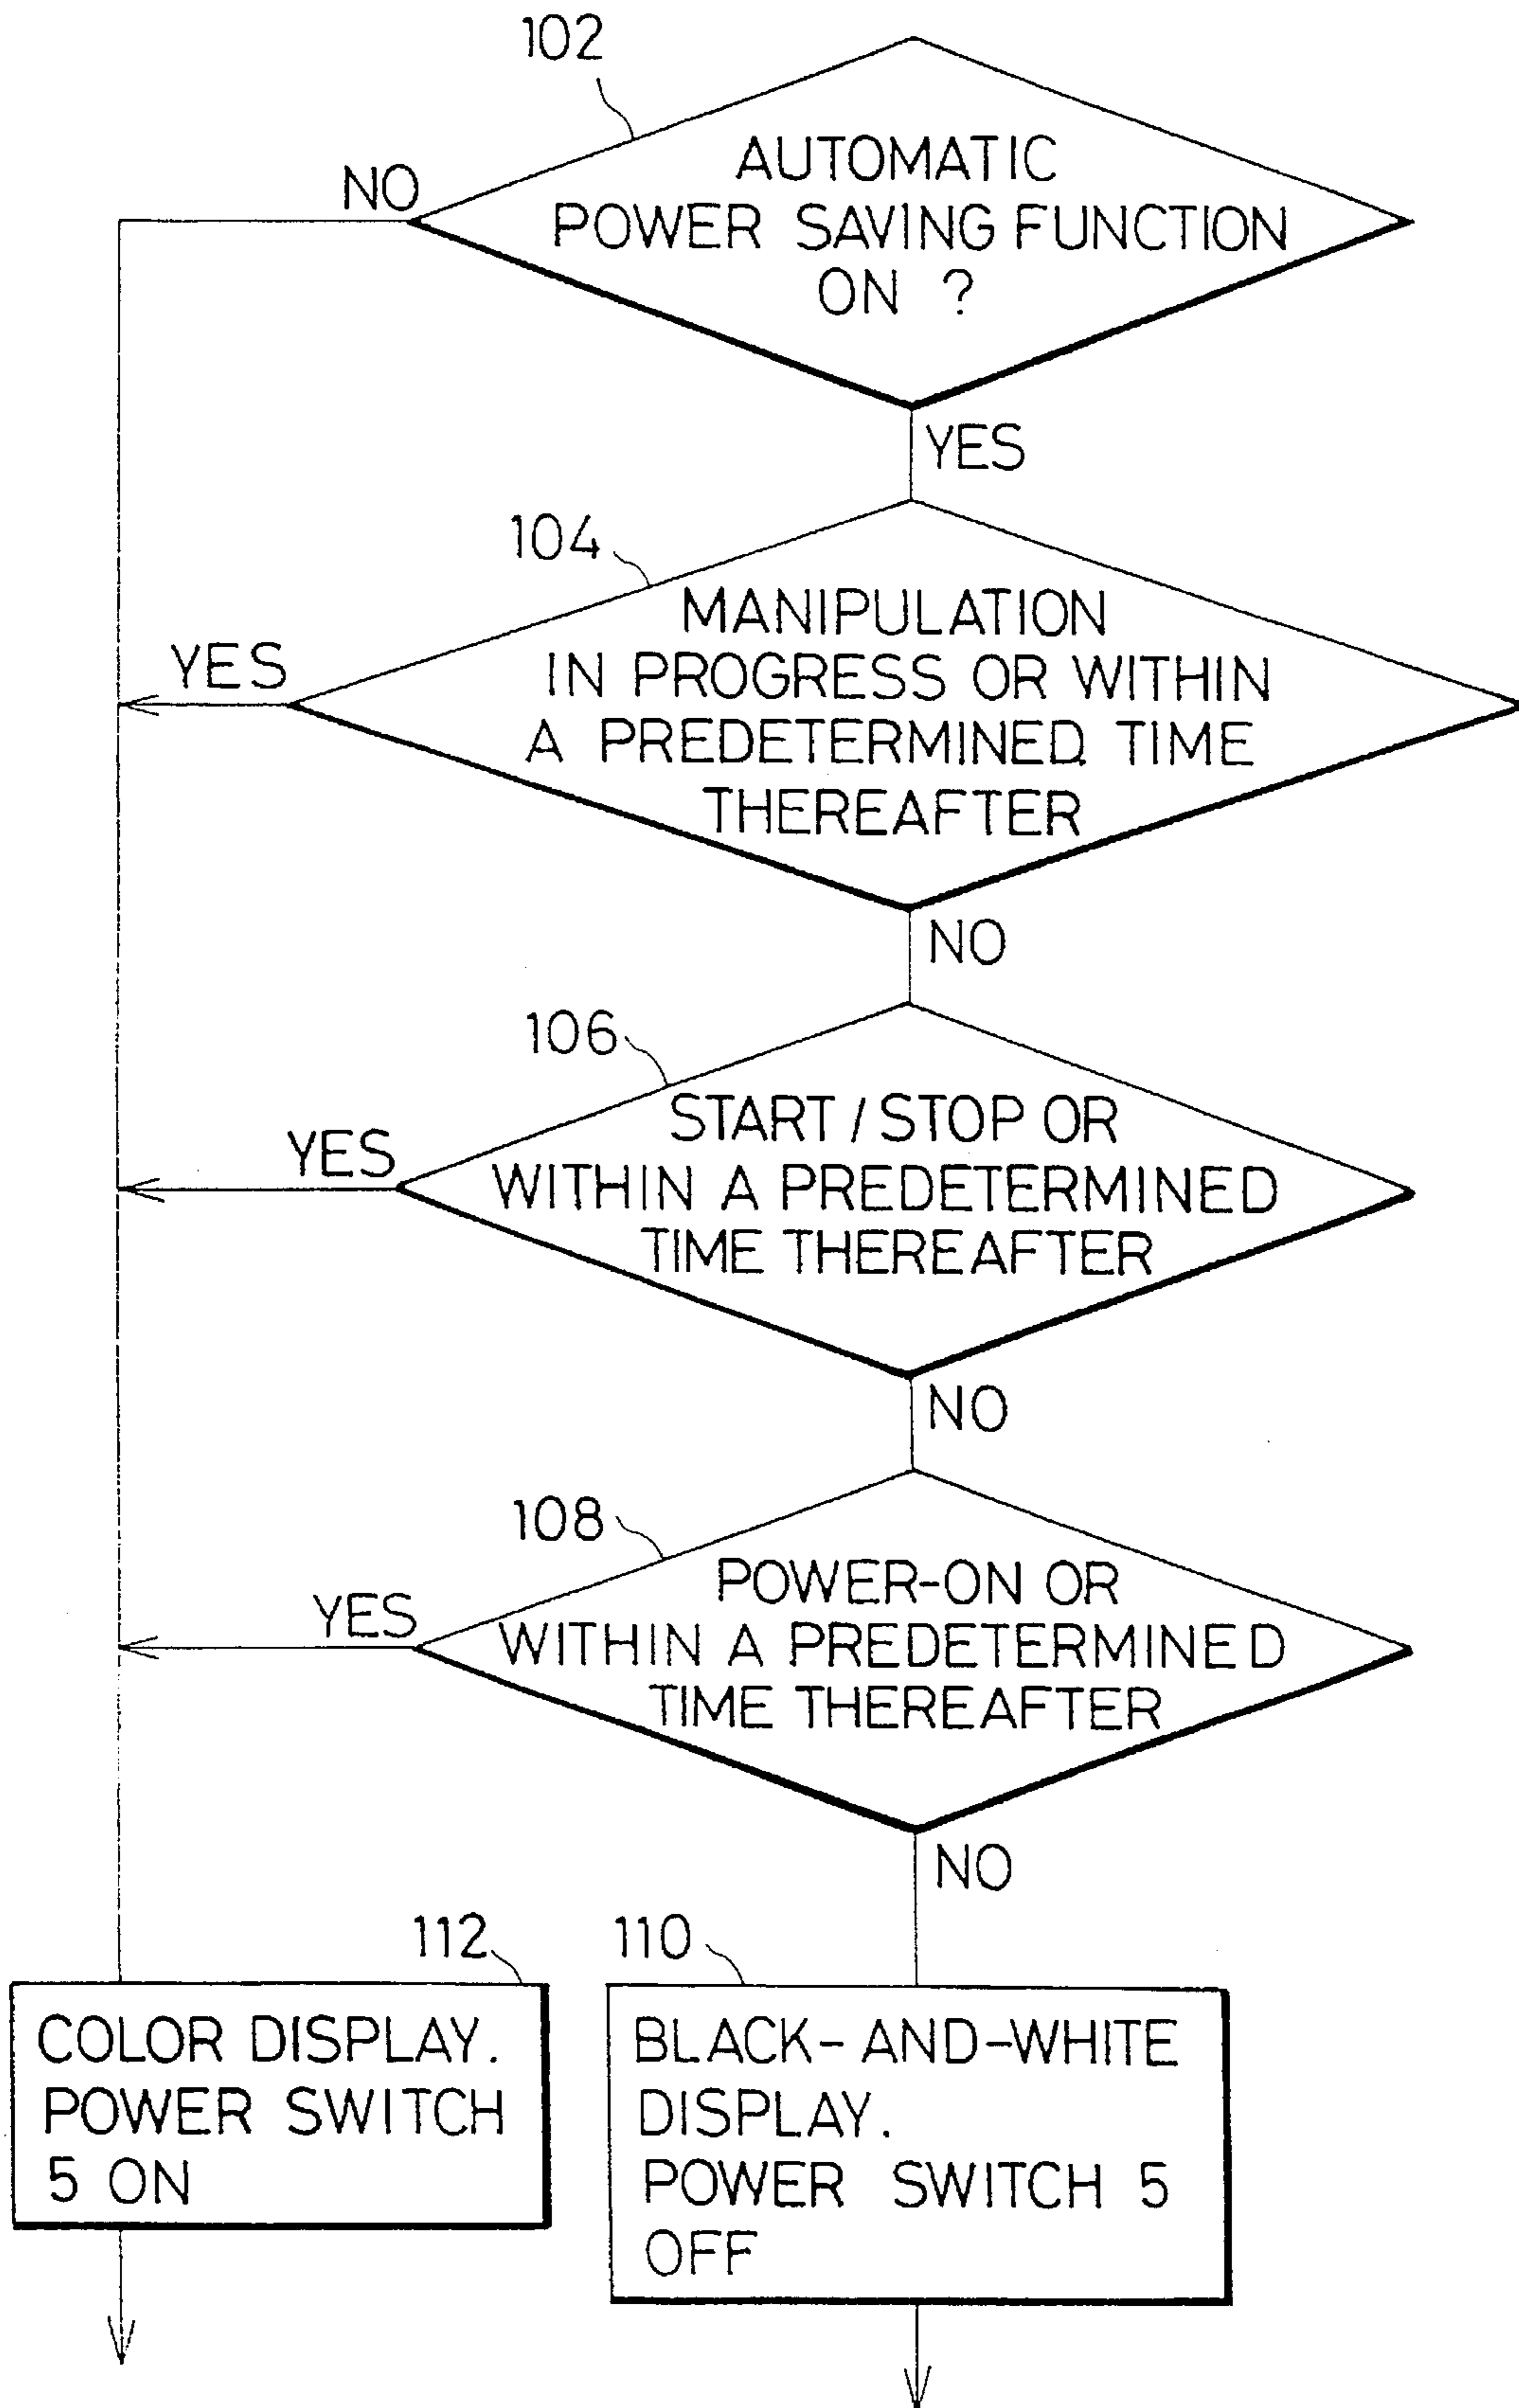 102
AUTOMATIC
POWER SAVING FUNCTION
ON ?
NO
YES
104
MANIPULATION
IN PROGRESS OR WITHIN
A PREDETERMINED TIME
THEREAFTER
YES
NO
106
START / STOP OR
WITHIN A PREDETERMINED
TIME THEREAFTER
YES
NO
108
POWER-ON OR
WITHIN A PREDETERMINED
TIME THEREAFTER
YES
NO
112
COLOR DISPLAY.
POWER SWITCH
5 ON
110
BLACK-AND-WHITE
DISPLAY.
POWER SWITCH 5
OFF